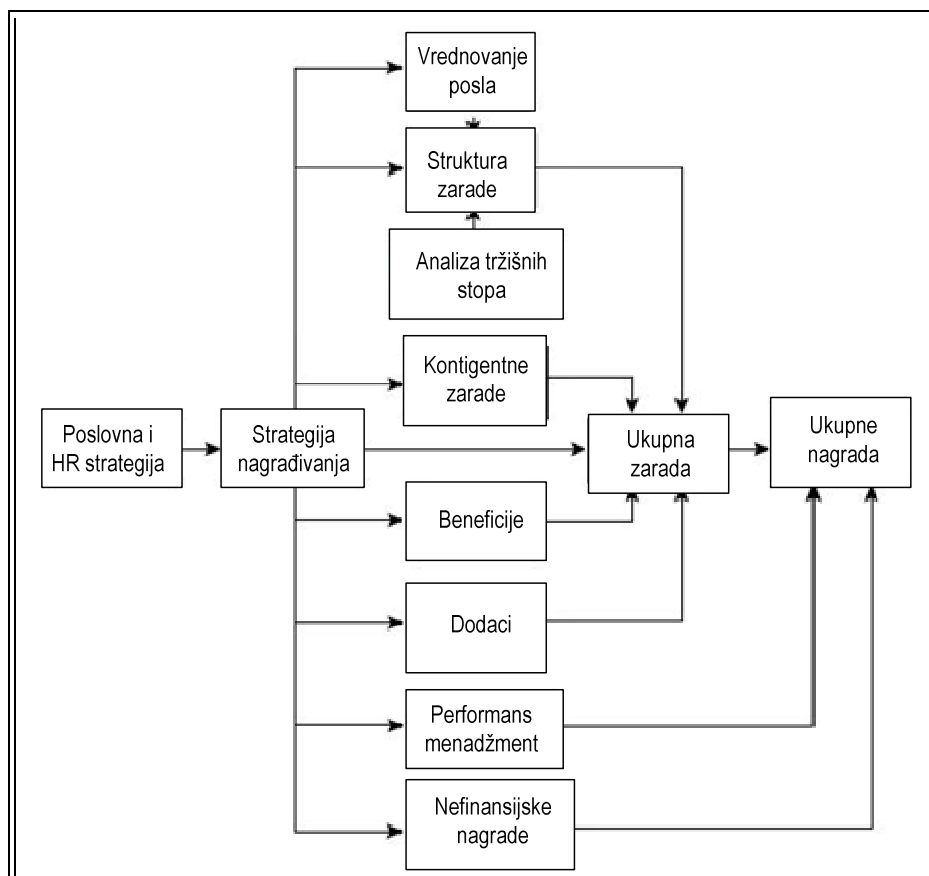 Vrednovanje
posla
Struktura
zarade
Analiza tržišnih
stopa
Kontigentne
zarade
Poslovna i
HR strategija
Strategija
nagrađivanja
Ukupna
zarada
Ukupne
nagrada
Beneficije
Dodaci
Performans
menadžment
Nefinansijske
nagrade